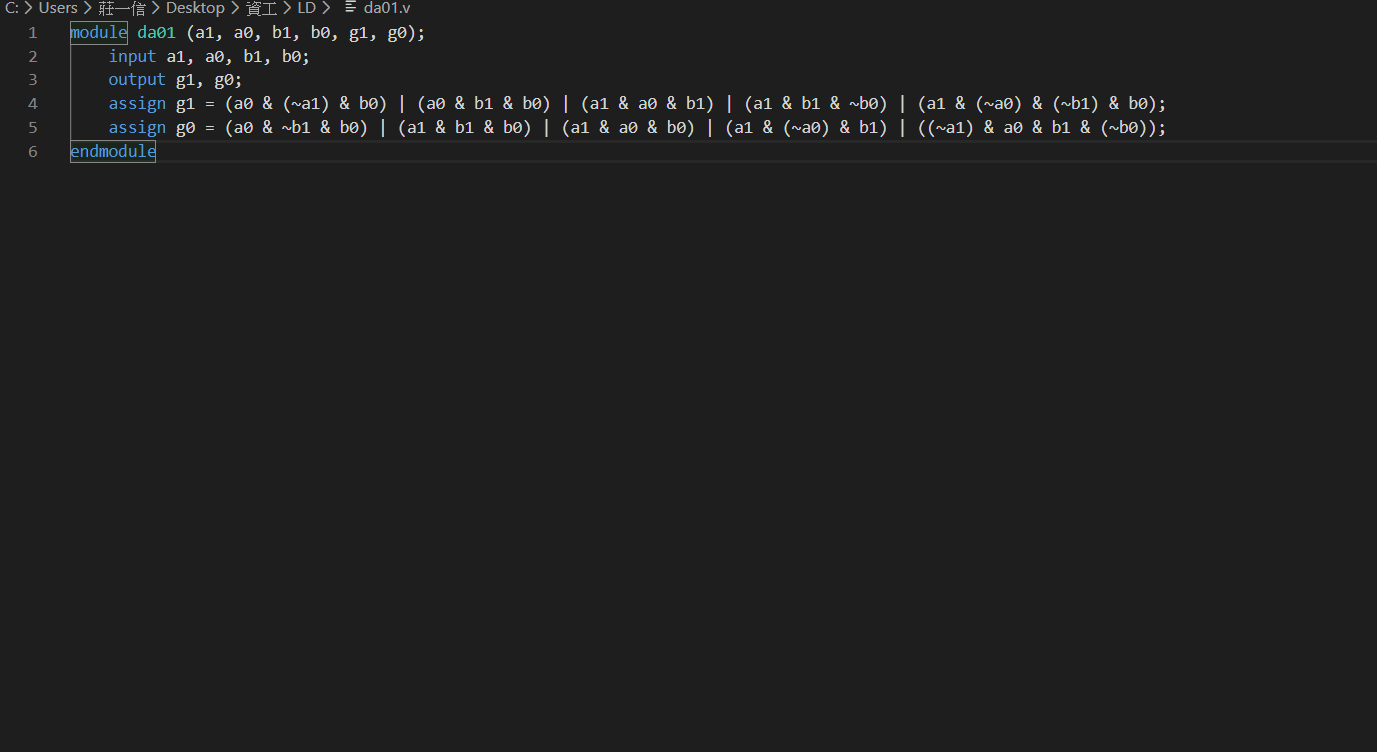 C: > Users > 莊一信 > Desktop > 資工 > LD > da01.v
1 module da01 (a1, a0, b1, b0, g1, g0);
2 input a1, a0, b1, b0;
3 output g1, g0;
4 assign g1 = (a0 & (~a1) & b0) | (a0 & b1 & b0) | (a1 & a0 & b1) | (a1 & b1 & ~b0) | (a1 & (~a0) & (~b1) & b0);
5 assign g0 = (a0 & ~b1 & b0) | (a1 & b1 & b0) | (a1 & a0 & b0) | (a1 & (~a0) & b1) | ((~a1) & a0 & b1 & (~b0));
6 endmodule